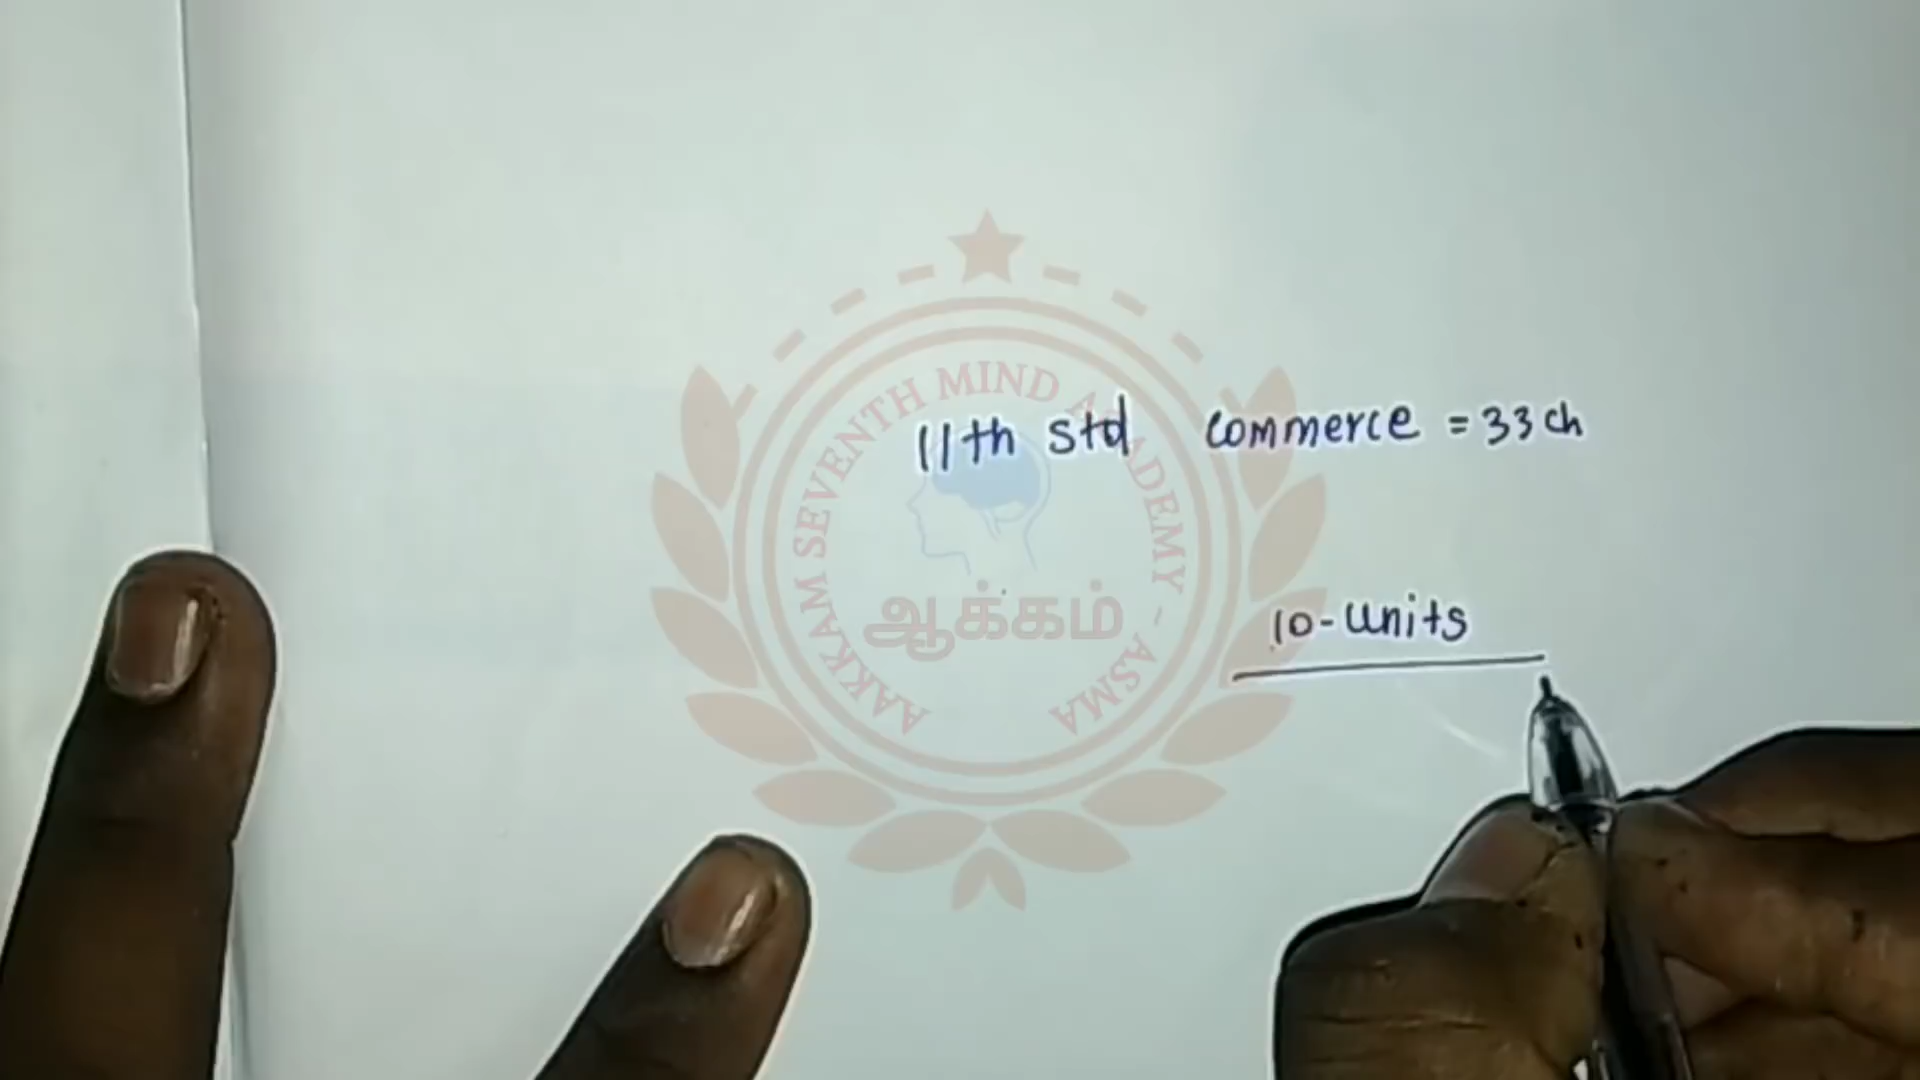 11th std commerce = 33 ch
10-units
AAKKAM SEVENTH MIND ACADEMY - ASMA
ஆக்கம்